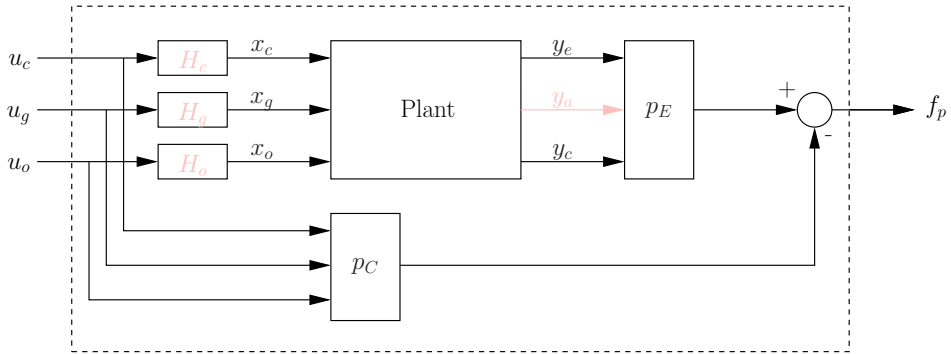 u_c H_c x_c y_e
u_g H_g x_g Plant y_a p_E + f_p
u_o H_o x_o y_c -
p_C